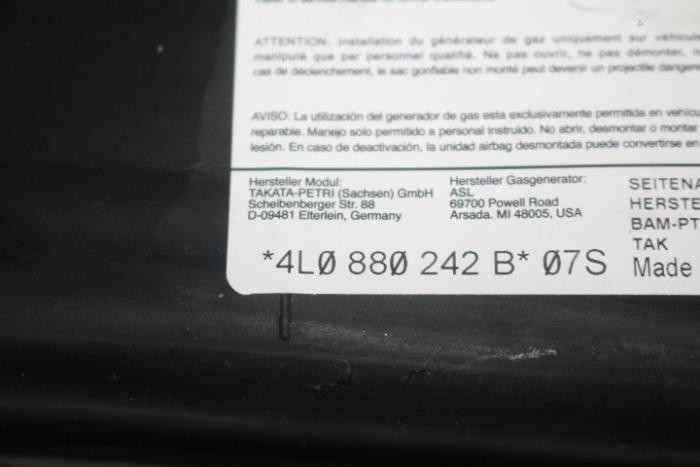 ATTENTION: Installation du générateur de gaz uniquement sur véhicule
manipulé que par personnel qualifié. Ne pas ouvrir, ne pas démonter,
cas de déclenchement, le sac gonflable non monté peut devenir un projectile
AVISO: La utilización del generador de gas esta exclusivamente permitida en
reparable. Manejo solo permitido a personal instruido. No abrir, desmontar o montar
lesión. En caso de deactivación, la unidad airbag desmontada puede convertirse en
Hersteller Modul:
TAKATA-PETRI (Sachsen) GmbH
Scheibenberger Str. 88
D-09481 Elterlein, Germany
Hersteller Gasgenerator:
ASL
69700 Powell Road
Arsada. MI 48005, USA
SEITENA
HERSTE
BAM-PT
TAK
Made
*4L0 880 242 B* 07S